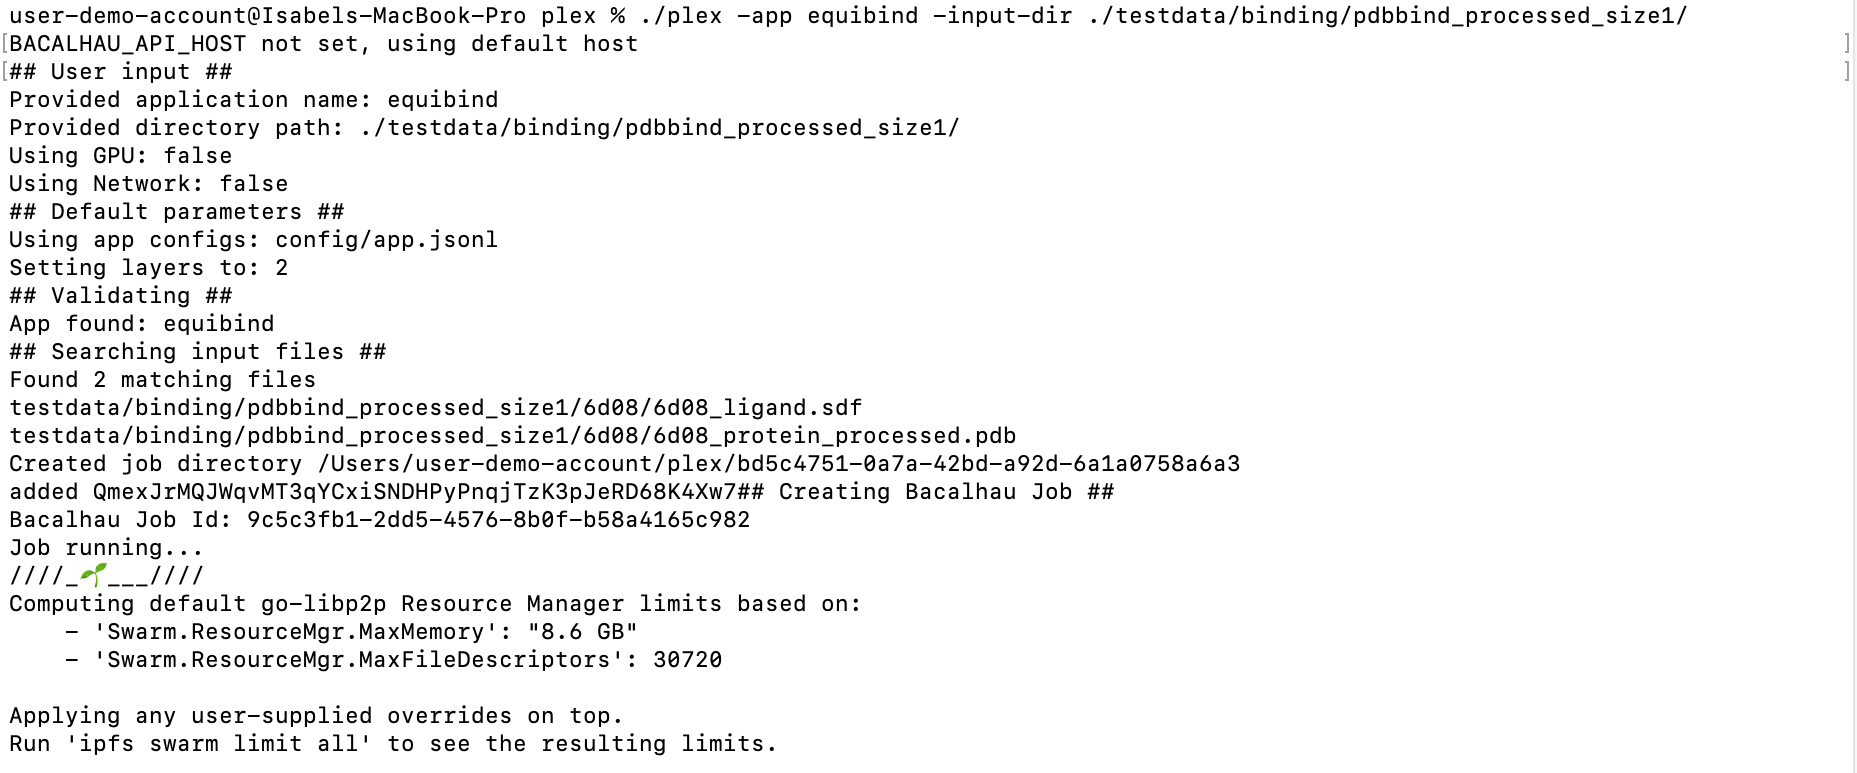 user-demo-account@Isabels-MacBook-Pro plex % ./plex -app equibind -input-dir ./testdata/binding/pdbbind_processed_size1/
[BACALHAU_API_HOST not set, using default host ]
[## User input ## ]
Provided application name: equibind
Provided directory path: ./testdata/binding/pdbbind_processed_size1/
Using GPU: false
Using Network: false
## Default parameters ##
Using app configs: config/app.jsonl
Setting layers to: 2
## Validating ##
App found: equibind
## Searching input files ##
Found 2 matching files
testdata/binding/pdbbind_processed_size1/6d08/6d08_ligand.sdf
testdata/binding/pdbbind_processed_size1/6d08/6d08_protein_processed.pdb
Created job directory /Users/user-demo-account/plex/bd5c4751-0a7a-42bd-a92d-6a1a0758a6a3
added QmexJrMQJWqvMT3qYCxiSNDHPyPnqjTzK3pJeRD68K4Xw7## Creating Bacalhau Job ##
Bacalhau Job Id: 9c5c3fb1-2dd5-4576-8b0f-b58a4165c982
Job running...
////_🌱___////
Computing default go-libp2p Resource Manager limits based on:
    - 'Swarm.ResourceMgr.MaxMemory': "8.6 GB"
    - 'Swarm.ResourceMgr.MaxFileDescriptors': 30720
Applying any user-supplied overrides on top.
Run 'ipfs swarm limit all' to see the resulting limits.